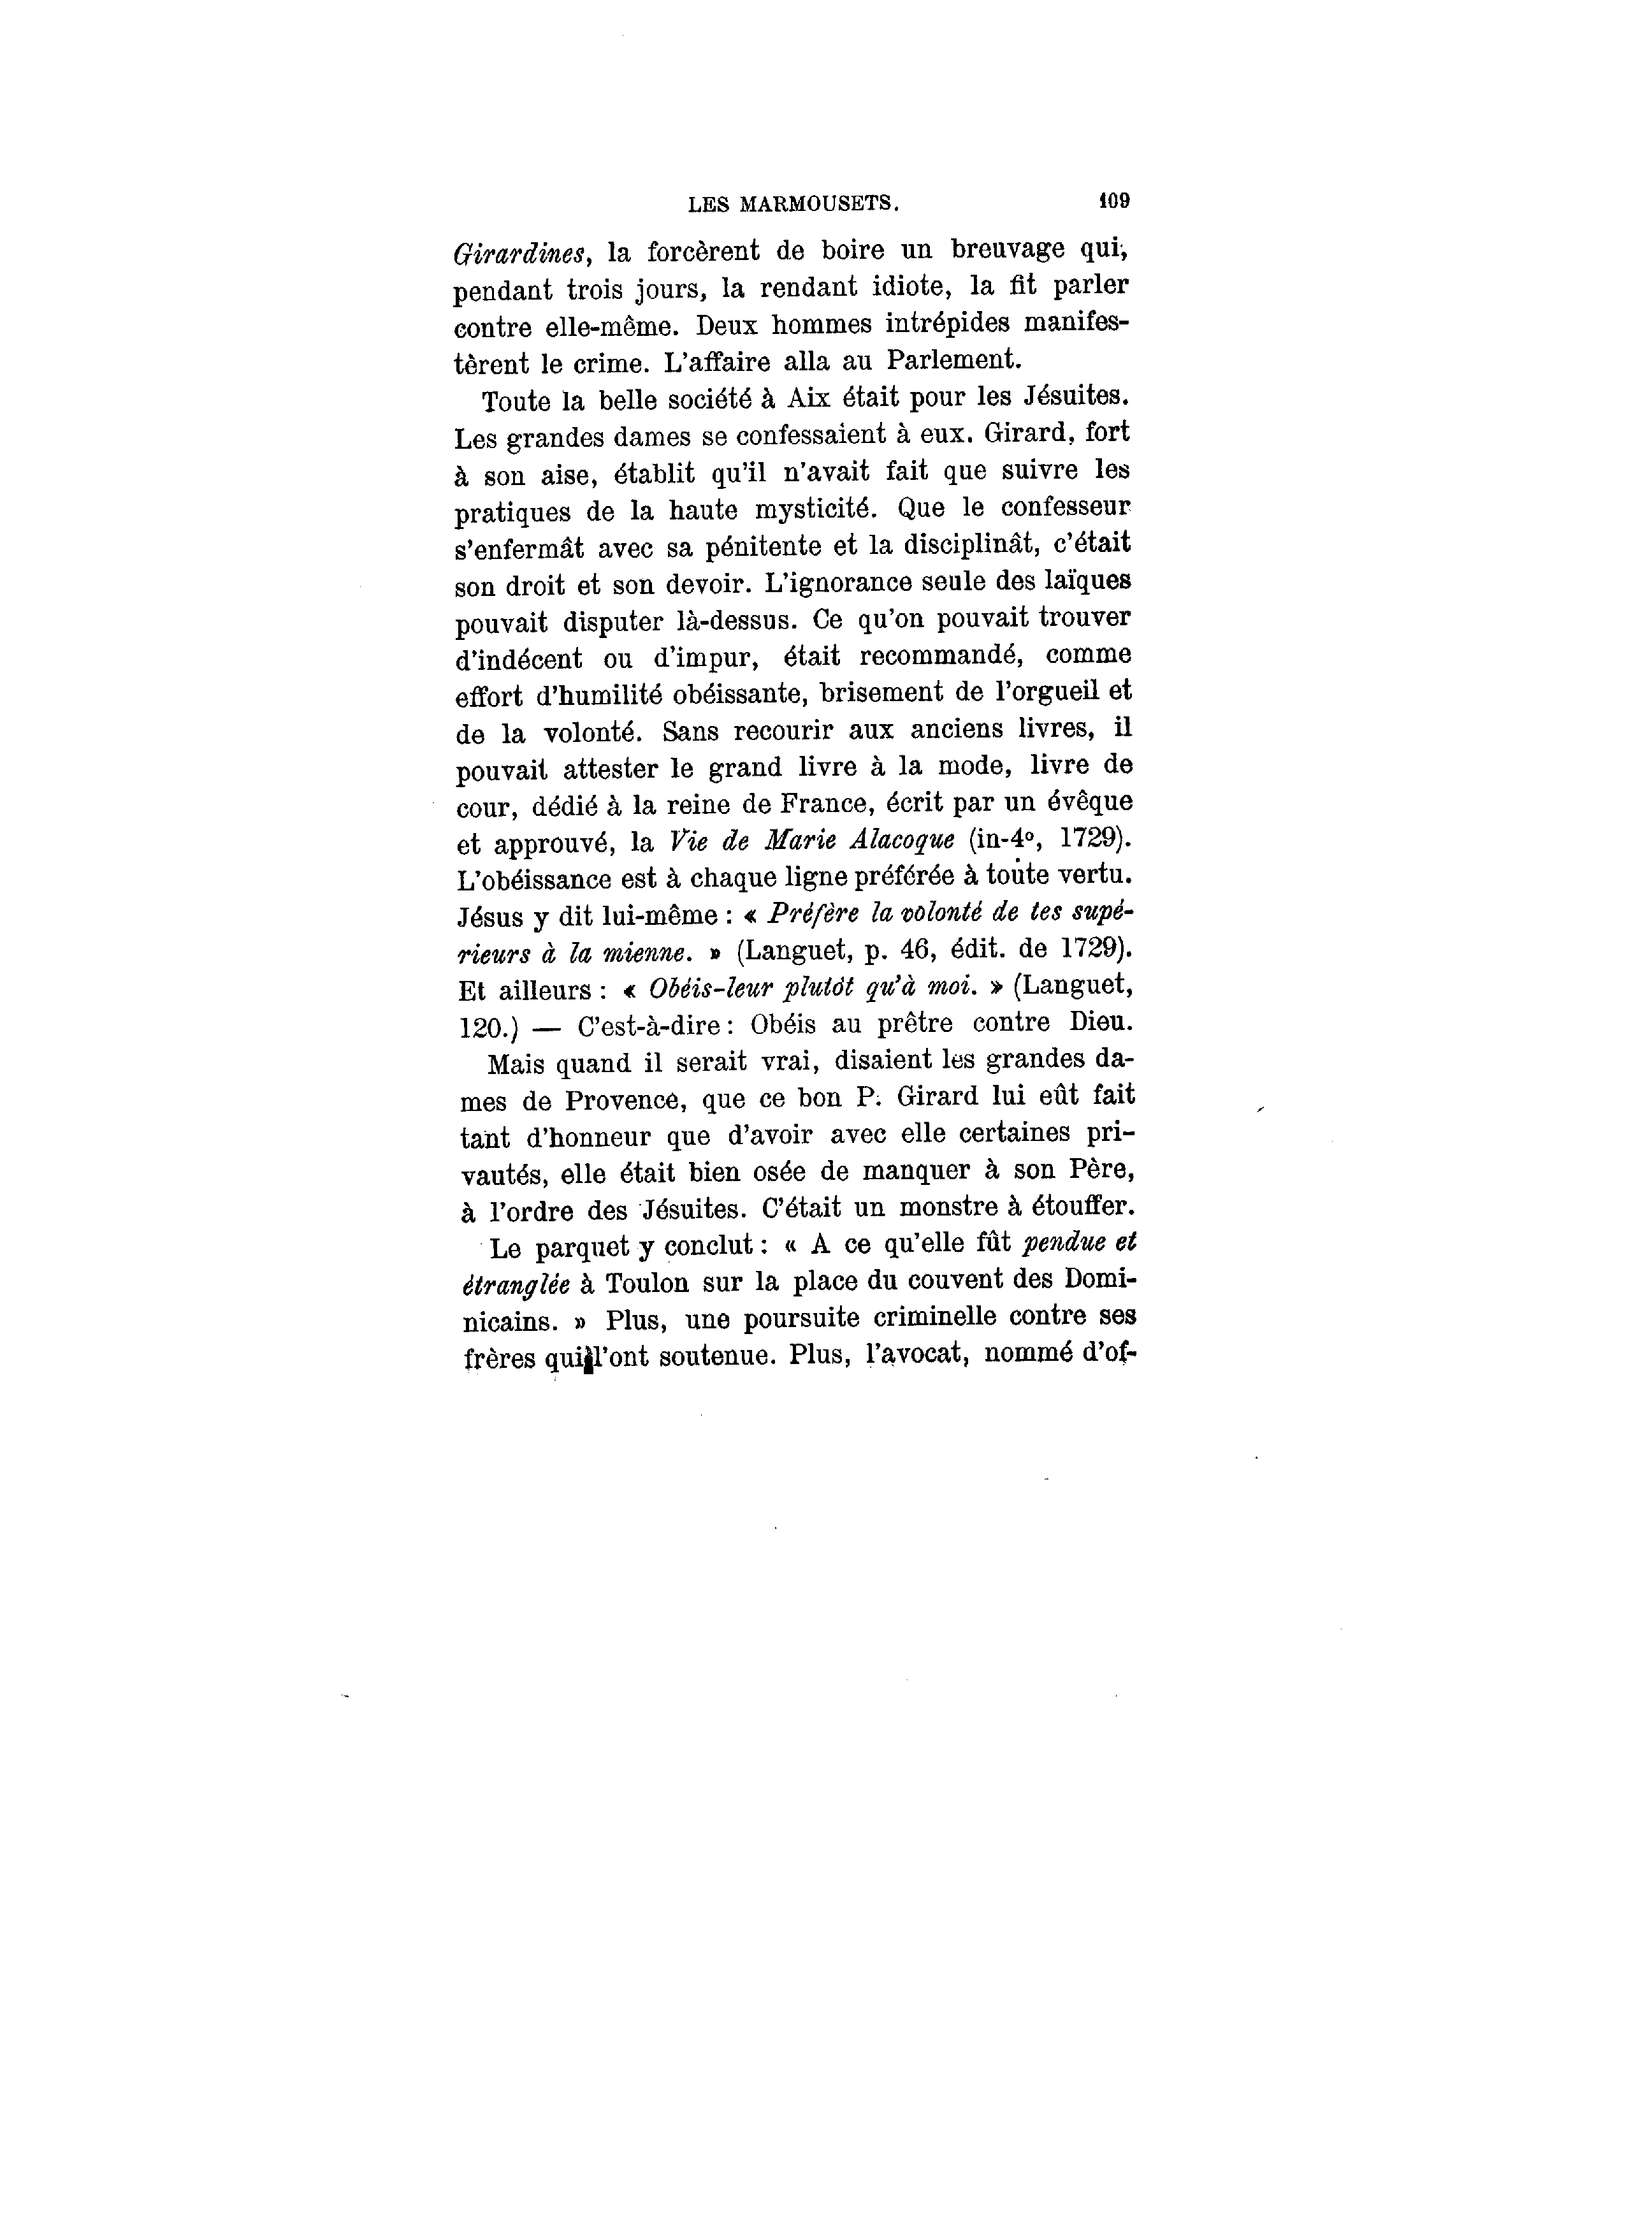 LES MARMOUSETS. 109
Girardines, la forcèrent de boire un breuvage qui,
pendant trois jours, la rendant idiote, la fit parler
contre elle-même. Deux hommes intrépides manifes-
tèrent le crime. L'affaire alla au Parlement.
Toute la belle société à Aix était pour les Jésuites.
Les grandes dames se confessaient à eux. Girard, fort
à son aise, établit qu'il n'avait fait que suivre les
pratiques de la haute mysticité. Que le confesseur
s'enfermât avec sa pénitente et la disciplinât, c'était
son droit et son devoir. L'ignorance seule des laïques
pouvait disputer là-dessus. Ce qu'on pouvait trouver
d'indécent ou d'impur, était recommandé, comme
effort d'humilité obéissante, brisement de l'orgueil et
de la volonté. Sans recourir aux anciens livres, il
pouvait attester le grand livre à la mode, livre de
cour, dédié à la reine de France, écrit par un évêque
et approuvé, la Vie de Marie Alacoque (in-4º, 1729).
L'obéissance est à chaque ligne préférée à toute vertu.
Jésus y dit lui-même : « Préfère la volonté de tes supé-
rieurs à la mienne. » (Languet, p. 46, édit. de 1729).
Et ailleurs : « Obéis-leur plutôt qu'à moi. » (Languet,
120.) — C'est-à-dire : Obéis au prêtre contre Dieu.
Mais quand il serait vrai, disaient les grandes da-
mes de Provence, que ce bon P. Girard lui eût fait
tant d'honneur que d'avoir avec elle certaines pri-
vautés, elle était bien osée de manquer à son Père,
à l'ordre des Jésuites. C'était un monstre à étouffer.
Le parquet y conclut : « A ce qu'elle fût pendue et
étranglée à Toulon sur la place du couvent des Domi-
nicains. » Plus, une poursuite criminelle contre ses
frères qui l'ont soutenue. Plus, l'avocat, nommé d'of-